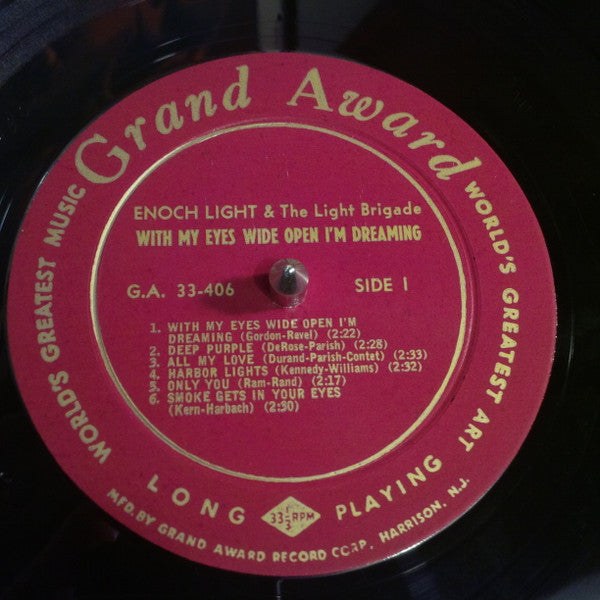 Grand Award
WORLD'S GREATEST MUSIC
WORLD'S GREATEST ART
ENOCH LIGHT & The Light Brigade
WITH MY EYES WIDE OPEN I'M DREAMING
G.A. 33-406 SIDE 1
1. WITH MY EYES WIDE OPEN I'M
DREAMING (Gordon-Revel) (2:22)
2. DEEP PURPLE (DeRose-Parish) (2:28)
3. ALL MY LOVE (Durand-Parish-Contet) (2:33)
4. HARBOR LIGHTS (Kennedy-Williams) (2:32)
5. ONLY YOU (Ram-Rand) (2:17)
6. SMOKE GETS IN YOUR EYES
(Kern-Harbach) (2:30)
LONG PLAYING
33 1/3 RPM
MFD. BY GRAND AWARD RECORD CORP. HARRISON, N.J.